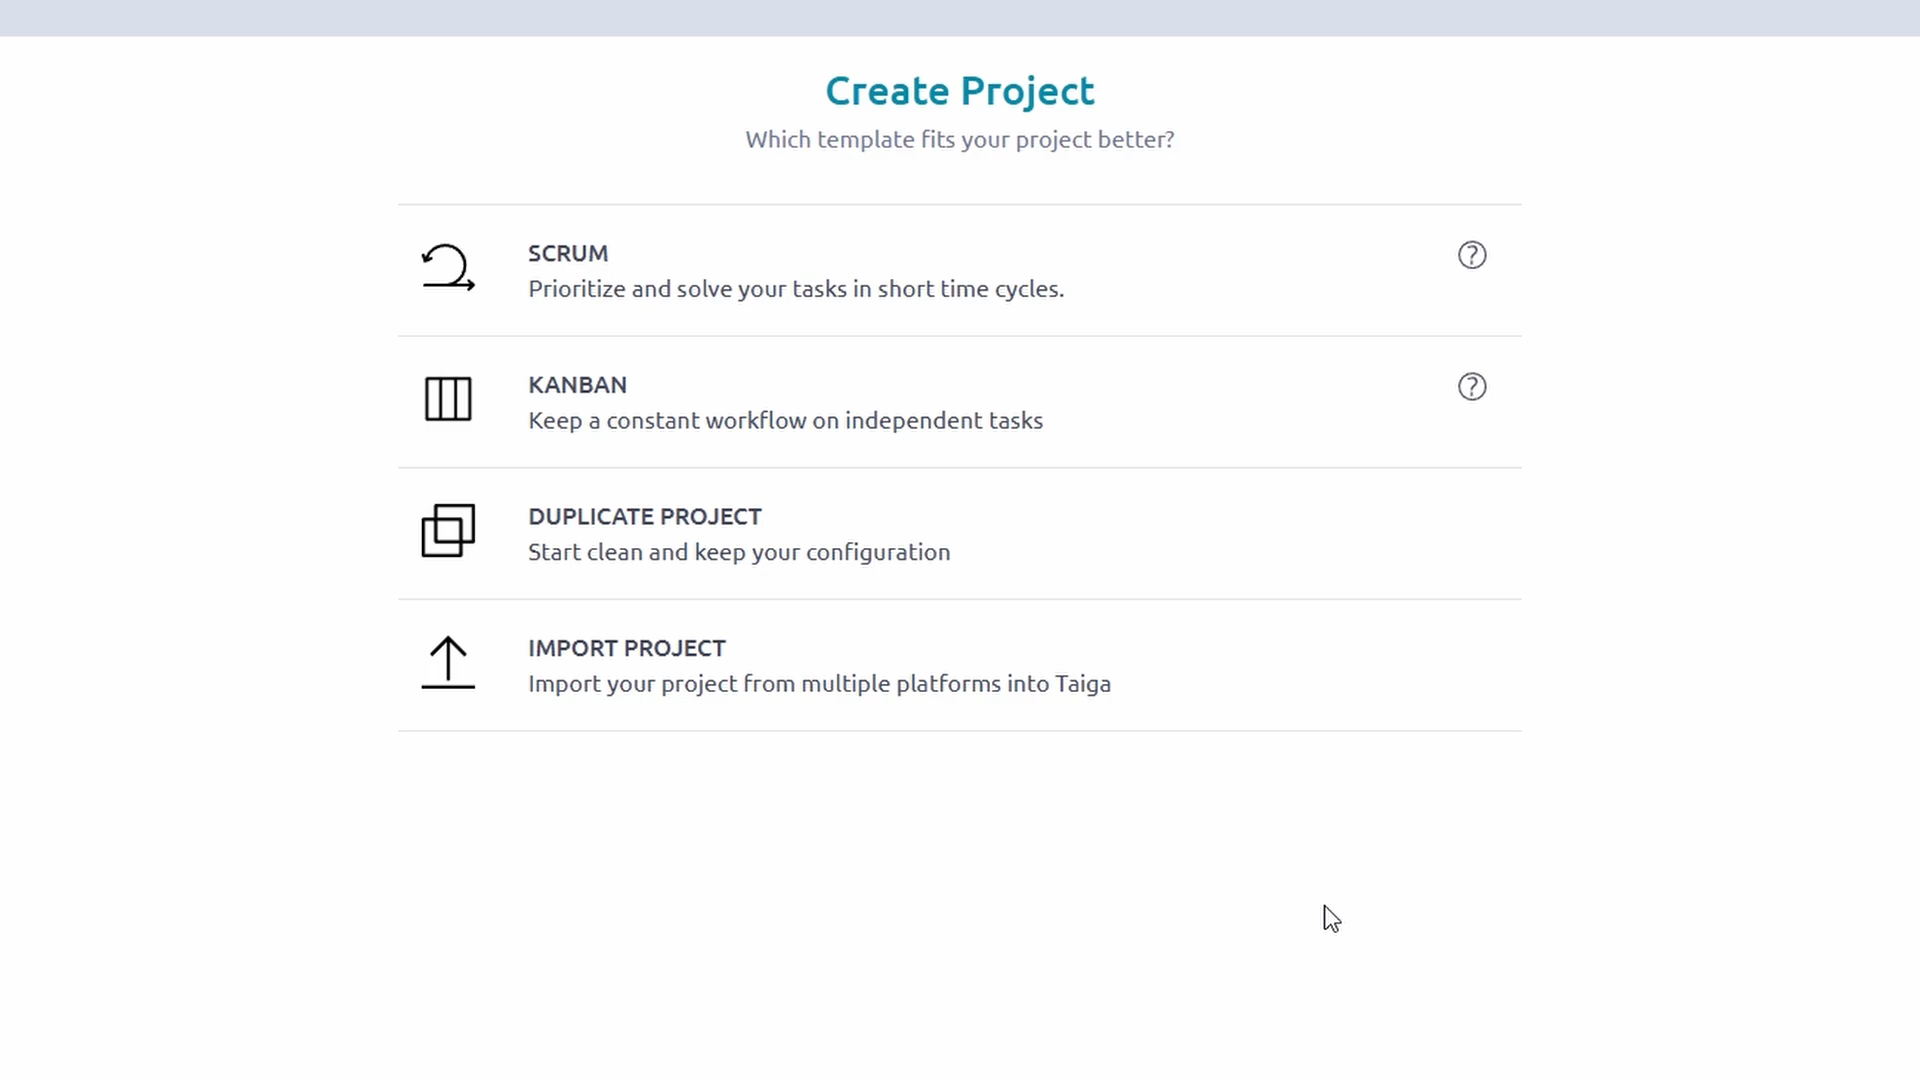 Create Project
Which template fits your project better?
SCRUM
Prioritize and solve your tasks in short time cycles.
KANBAN
Keep a constant workflow on independent tasks
DUPLICATE PROJECT
Start clean and keep your configuration
IMPORT PROJECT
Import your project from multiple platforms into Taiga